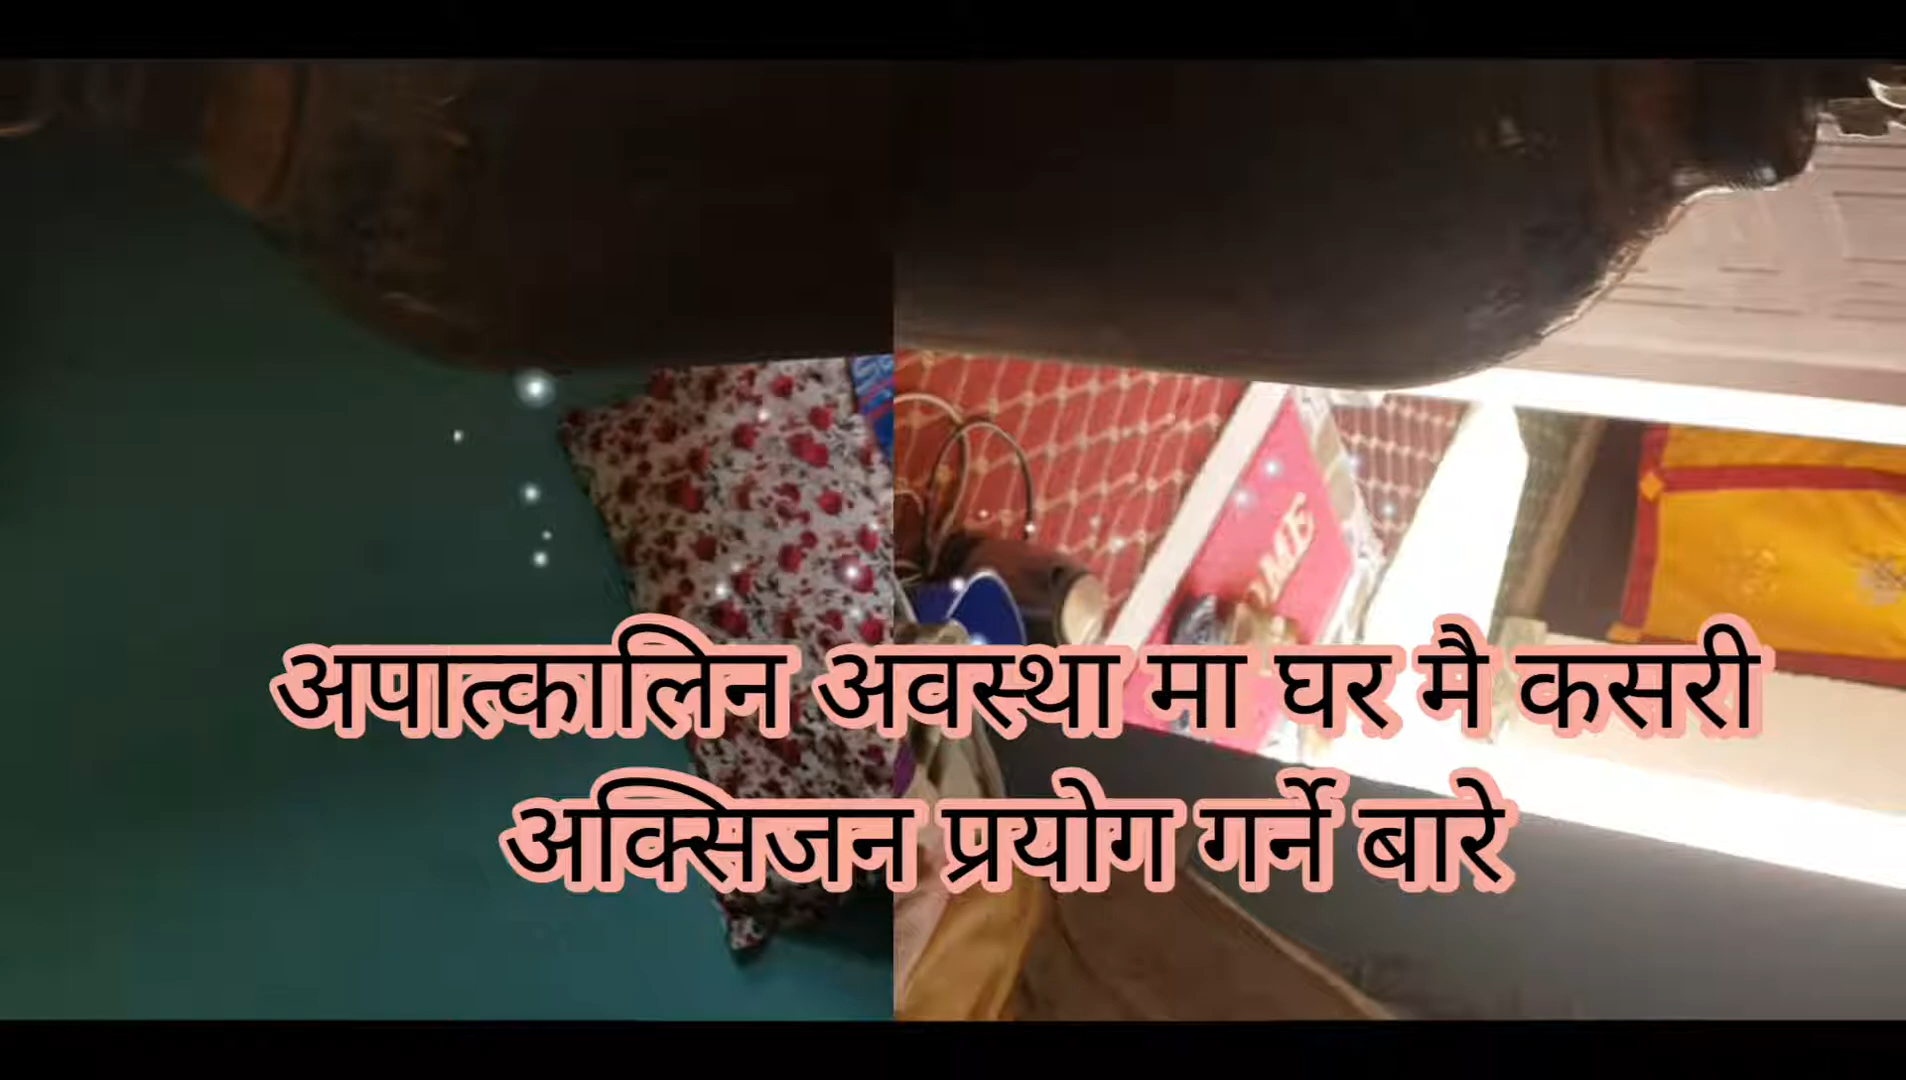 अपात्कालिन अवस्था मा घर मै कसरी
अक्सिजन प्रयोग गर्ने बारे